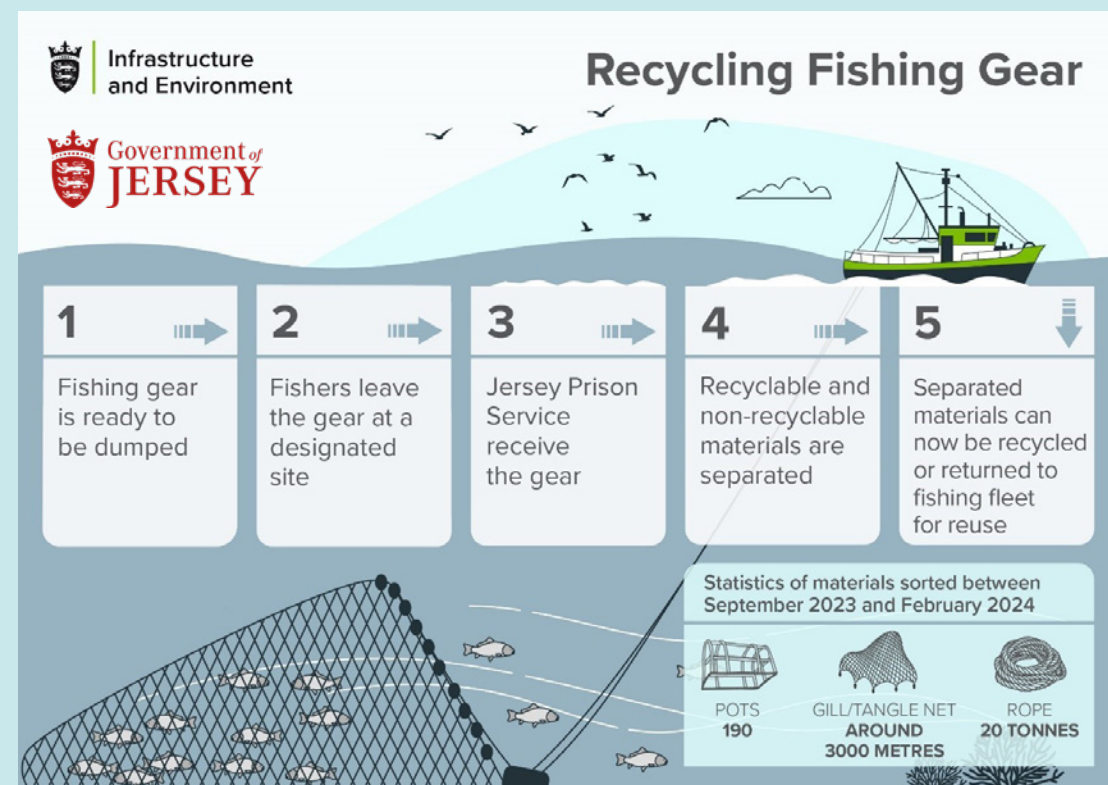 Infrastructure
and Environment
Government of
JERSEY
Recycling Fishing Gear
1
Fishing gear
is ready to
be dumped
2
Fishers leave
the gear at a
designated
site
3
Jersey Prison
Service
receive
the gear
4
Recyclable and
non-recyclable
materials are
separated
5
Separated
materials can
now be recycled
or returned to
fishing fleet
for reuse
Statistics of materials sorted between
September 2023 and February 2024
POTS
190
GILL/TANGLE NET
AROUND
3000 METRES
ROPE
20 TONNES